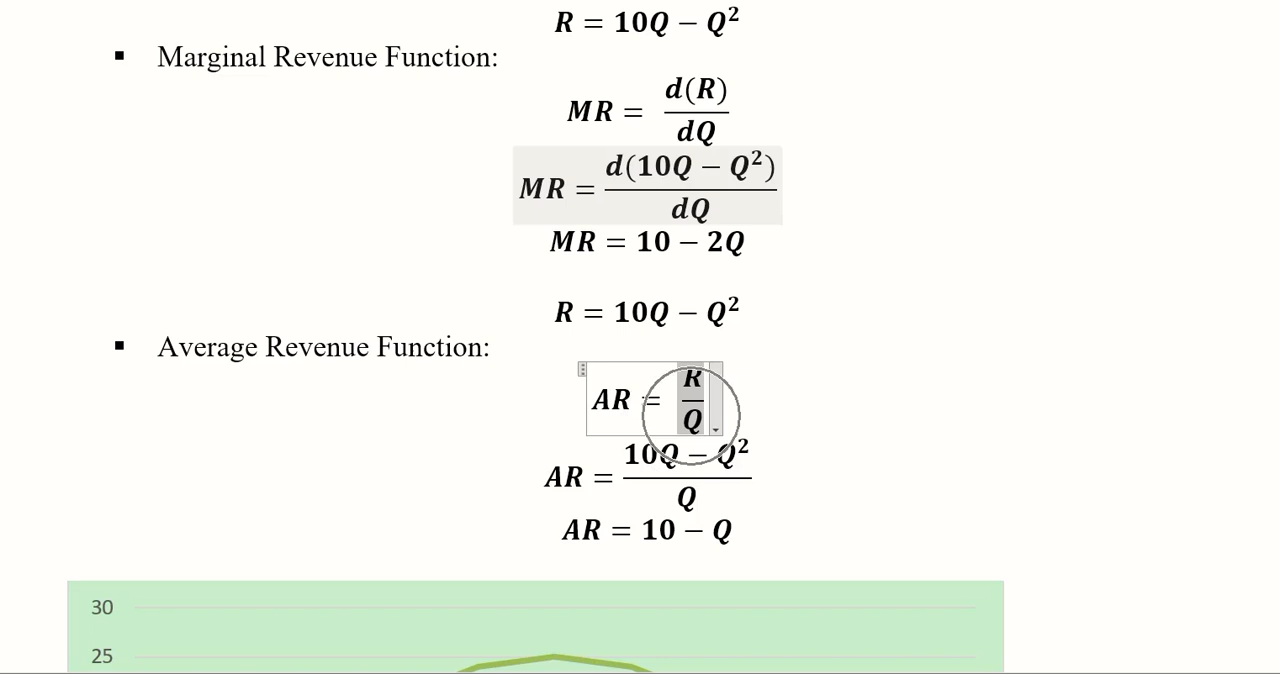 R = 10Q − Q²
▪ Marginal Revenue Function:
MR = d(R)/dQ
MR = d(10Q − Q²)/dQ
MR = 10 − 2Q
R = 10Q − Q²
▪ Average Revenue Function:
AR = R/Q
AR = (10Q − Q²)/Q
AR = 10 − Q
30
25